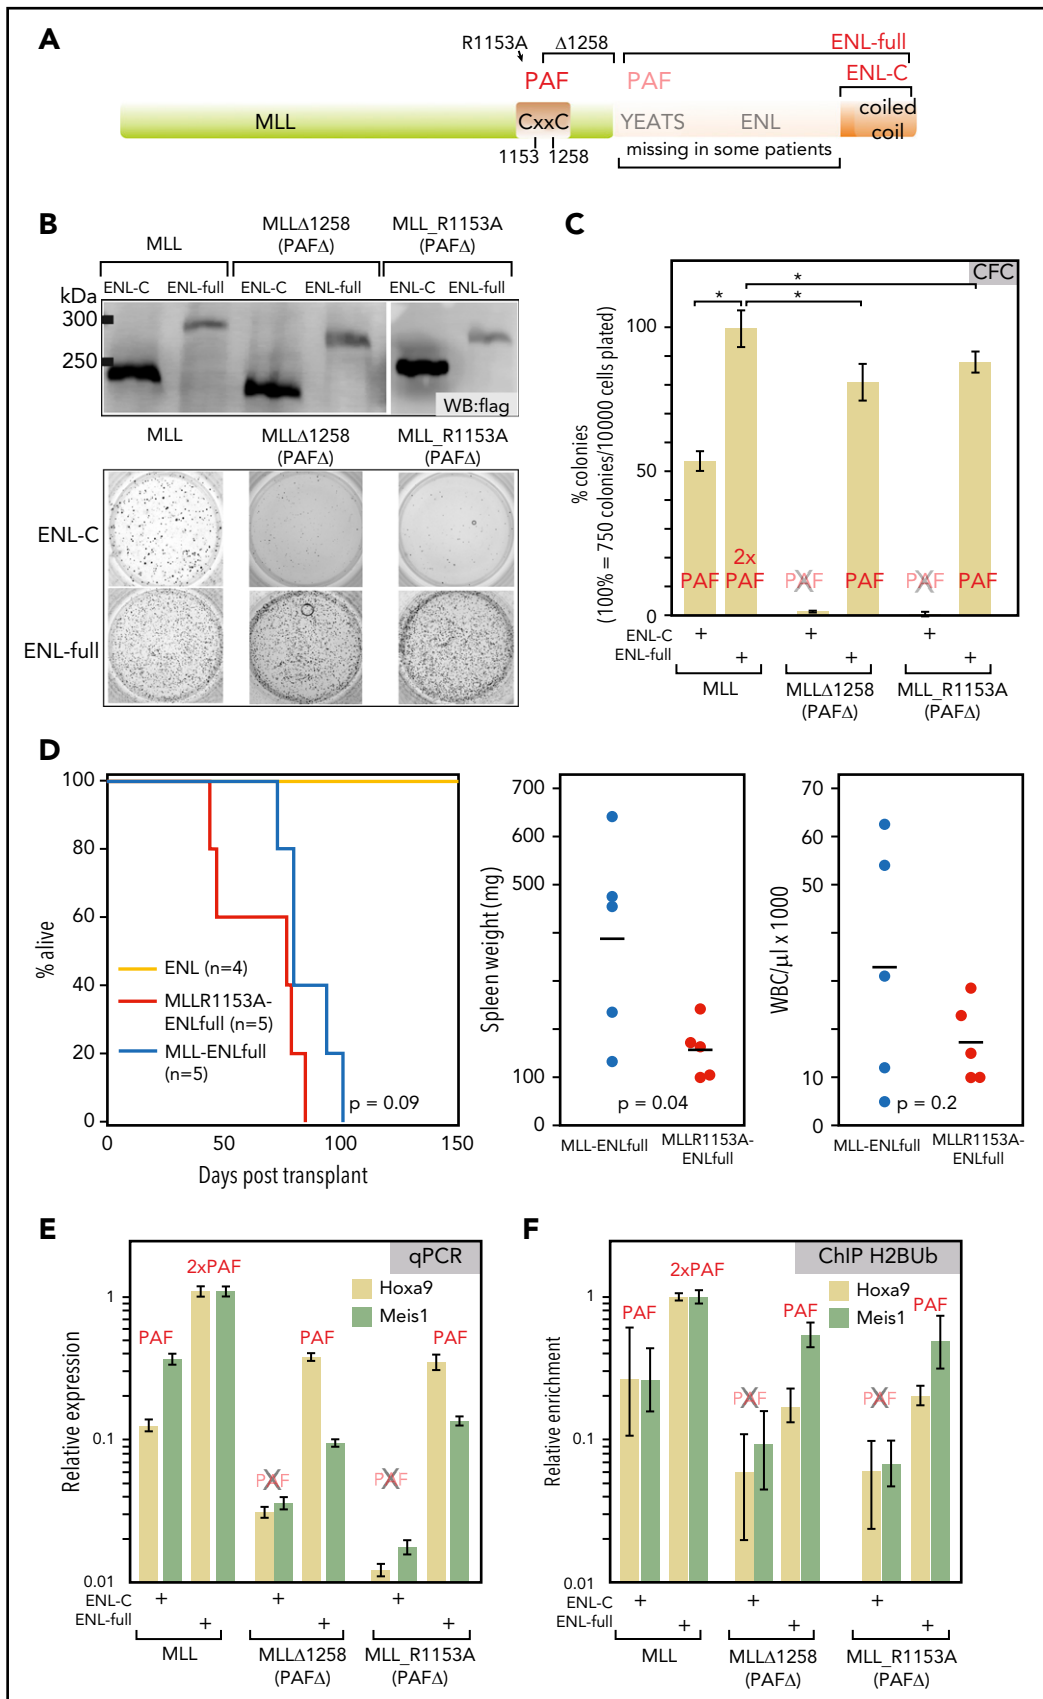 A
R1153A
Δ1258
ENL-full
PAF
PAF
ENL-C
MLL
CxxC
YEATS
ENL
coiled
coil
1153
1258
missing in some patients
B
MLL
MLLΔ1258
(PAFΔ)
MLL_R1153A
(PAFΔ)
ENL-C
ENL-full
ENL-C
ENL-full
ENL-C
ENL-full
kDa
300
250
WB:flag
MLL
MLLΔ1258
(PAFΔ)
MLL_R1153A
(PAFΔ)
ENL-C
ENL-full
C
CFC
% colonies
(100% = 750 colonies/10000 cells plated)
100
50
0
*
*
*
PAF
2x
PAF
PAF
X
PAF
PAF
X
PAF
ENL-C
+
+
+
ENL-full
+
+
+
MLL
MLLΔ1258
(PAFΔ)
MLL_R1153A
(PAFΔ)
D
% alive
100
80
60
40
20
0
ENL (n=4)
MLLR1153A-
ENLfull (n=5)
MLL-ENLfull
(n=5)
p = 0.09
0
50
100
150
Days post transplant
Spleen weight (mg)
700
600
500
100
0
p = 0.04
MLL-ENLfull
MLLR1153A-
ENLfull
WBC/µl x 1000
70
50
10
0
p = 0.2
MLL-ENLfull
MLLR1153A-
ENLfull
E
qPCR
Relative expression
1
0.1
0.01
2xPAF
Hoxa9
Meis1
PAF
PAF
PAF
PAF
X
PAF
X
ENL-C
+
+
+
ENL-full
+
+
+
MLL
MLLΔ1258
(PAFΔ)
MLL_R1153A
(PAFΔ)
F
ChIP H2BUb
Relative enrichment
1
0.1
0.01
2xPAF
Hoxa9
Meis1
PAF
PAF
PAF
PAF
X
PAF
X
ENL-C
+
+
+
ENL-full
+
+
+
MLL
MLLΔ1258
(PAFΔ)
MLL_R1153A
(PAFΔ)